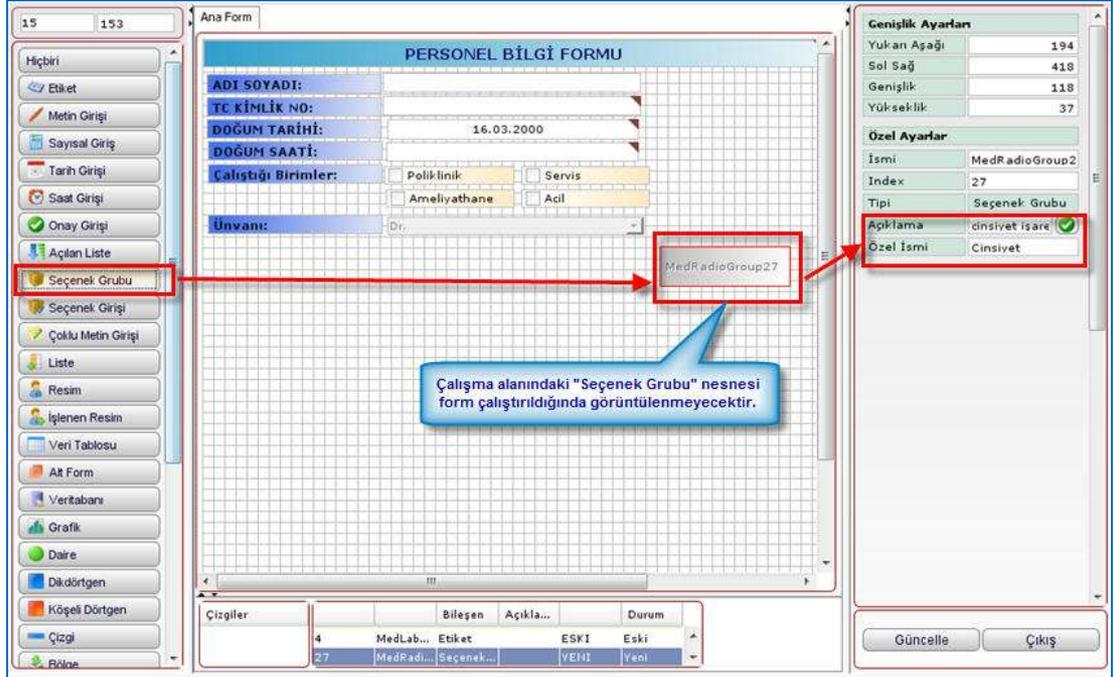 15 153
Hiçbiri
Etiket
Metin Girişi
Sayısal Giriş
Tarih Girişi
Saat Girişi
Onay Girişi
Açılan Liste
Seçenek Grubu
Seçenek Girişi
Çoklu Metin Girişi
Liste
Resim
İşlenen Resim
Veri Tablosu
Alt Form
Veritabanı
Grafik
Daire
Dikdörtgen
Köşeli Dörtgen
Çizgi
Bölge
Ana Form
PERSONEL BİLGİ FORMU
ADI SOYADI:
TC KİMLİK NO:
DOĞUM TARİHİ: 16.03.2000
DOĞUM SAATİ:
Çalıştığı Birimler: Poliklinik Servis
Ameliyathane Acil
Ünvanı: Dr.
MedRadioGroup27
Çalışma alanındaki "Seçenek Grubu" nesnesi
form çalıştırıldığında görüntülenmeyecektir.
Çizgiler
Bileşen Açıkla... Durum
4 MedLab... Etiket ESKI Eski
27 MedRadi... Seçenek... YENI Yeni
Genişlik Ayarları
Yukarı Aşağı 194
Sol Sağ 418
Genişlik 118
Yükseklik 37
Özel Ayarlar
İsmi MedRadioGroup2
Index 27
Tipi Seçenek Grubu
Açıklama cinsiyet işare
Özel İsmi Cinsiyet
Güncelle Çıkış